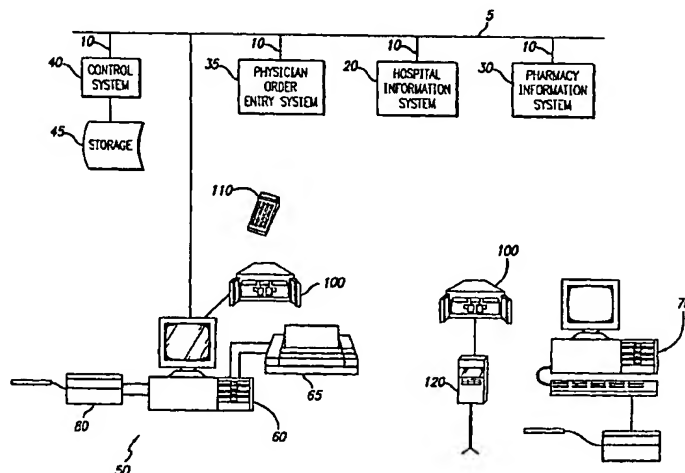 5
10
10
10
10
40
CONTROL
SYSTEM
35
PHYSICIAN
ORDER
ENTRY SYSTEM
20
HOSPITAL
INFORMATION
SYSTEM
30
PHARMACY
INFORMATION
SYSTEM
45
STORAGE
110
100
100
65
120
80
60
50